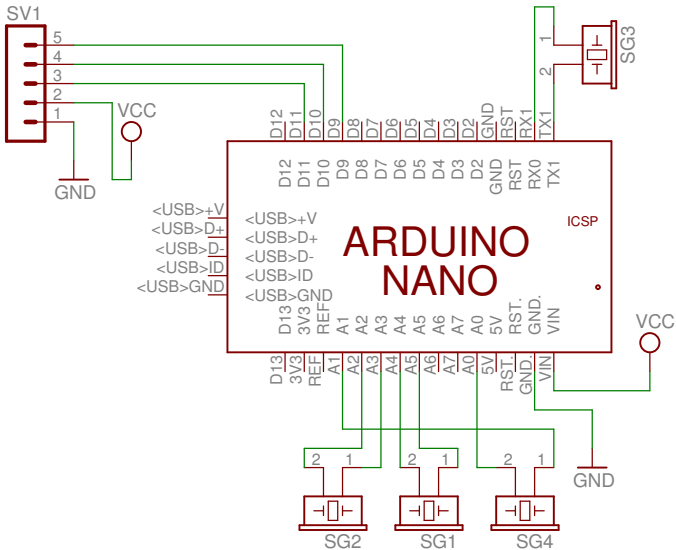 SV1
5
4
3
2
1
VCC
GND
1
2
SG3
D12
D11
D10
D9
D8
D7
D6
D5
D4
D3
D2
GND
RST
RX1
TX1
D12
D11
D10
D9
D8
D7
D6
D5
D4
D3
D2
GND
RST
RX0
TX1
<USB>+V
<USB>D+
<USB>D-
<USB>ID
<USB>GND
<USB>+V
<USB>D+
<USB>D-
<USB>ID
<USB>GND
ARDUINO
NANO
ICSP
D13
3V3
REF
A1
A2
A3
A4
A5
A6
A7
A0
5V
RST.
GND.
VIN
D13
3V3
REF
A1
A2
A3
A4
A5
A6
A7
A0
5V
RST.
GND.
VIN
VCC
GND
2 1
2 1
2 1
SG2
SG1
SG4